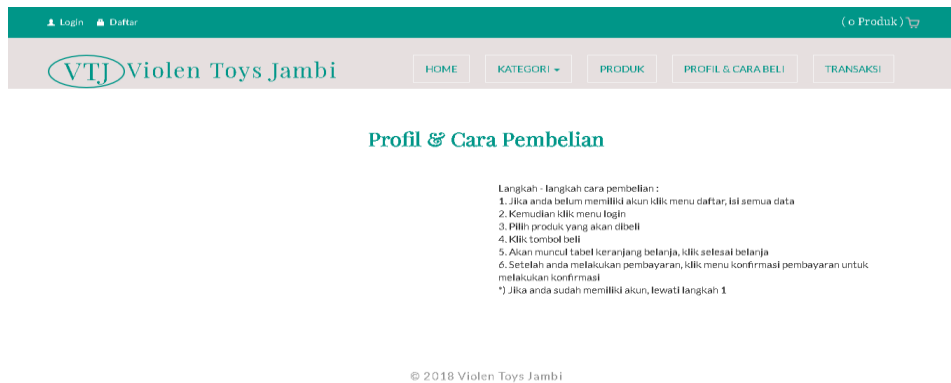 Login Daftar ( 0 Produk )
VTJ Violen Toys Jambi HOME KATEGORI PRODUK PROFIL & CARA BELI TRANSAKSI
Profil & Cara Pembelian
Langkah - langkah cara pembelian :
1. Jika anda belum memiliki akun klik menu daftar, isi semua data
2. Kemudian klik menu login
3. Pilih produk yang akan dibeli
4. Klik tombol beli
5. Akan muncul tabel keranjang belanja, klik selesai belanja
6. Setelah anda melakukan pembayaran, klik menu konfirmasi pembayaran untuk
melakukan konfirmasi
*) Jika anda sudah memiliki akun, lewati langkah 1
© 2018 Violen Toys Jambi